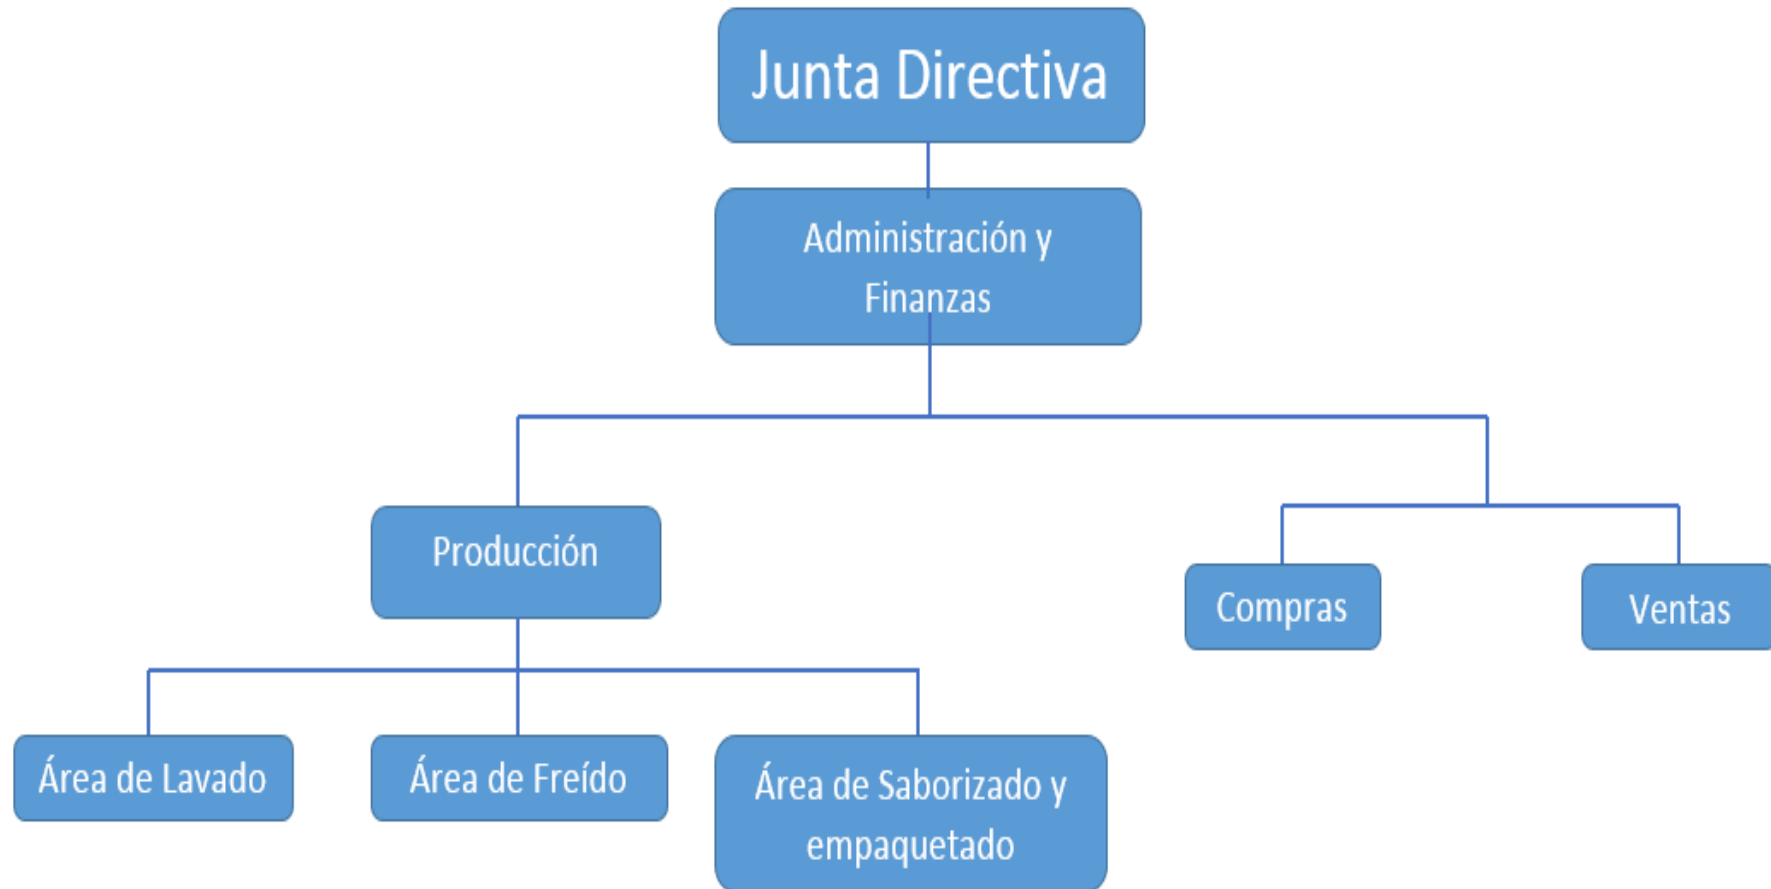 Junta Directiva
Administración y
Finanzas
Producción
Compras
Ventas
Área de Lavado
Área de Freído
Área de Saborizado y
empaquetado